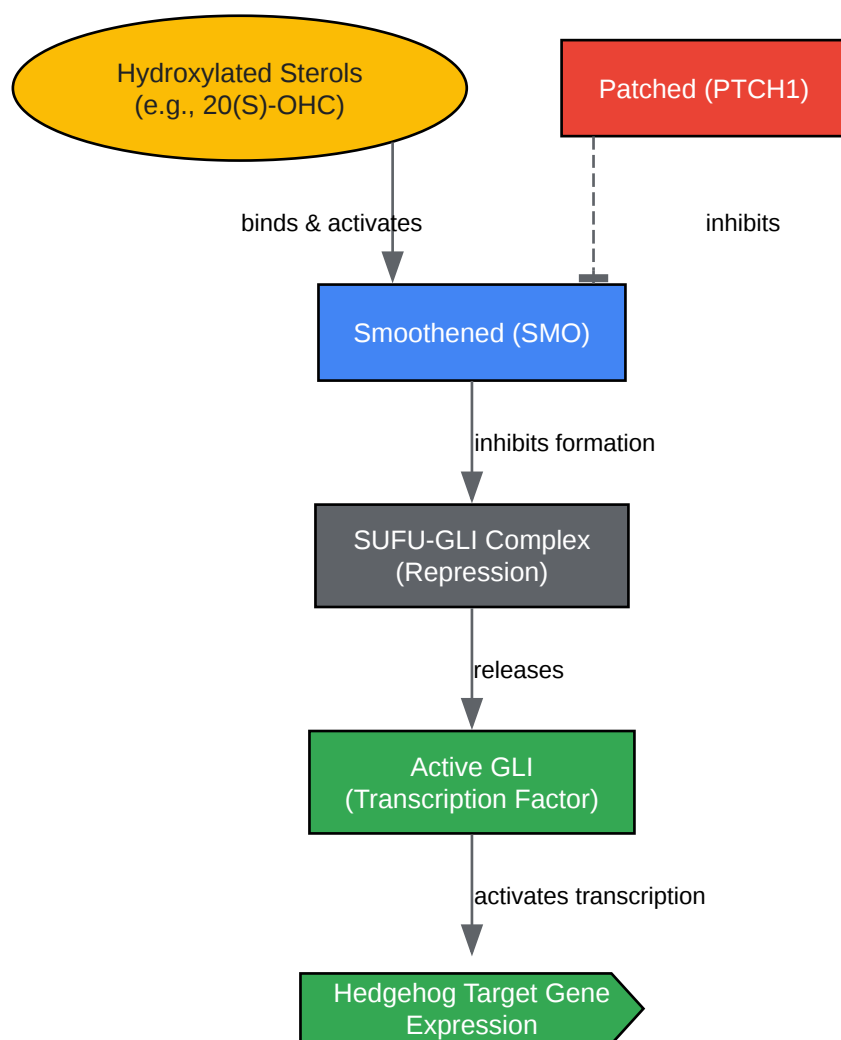 Hydroxylated Sterols
(e.g., 20(S)-OHC)
Patched (PTCH1)
binds & activates
inhibits
Smoothened (SMO)
inhibits formation
SUFU-GLI Complex
(Repression)
releases
Active GLI
(Transcription Factor)
activates transcription
Hedgehog Target Gene
Expression